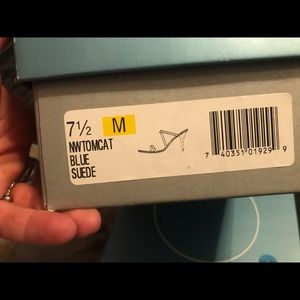 7½ M
NWTOMCAT
BLUE
SUEDE
7 40351 01929 9